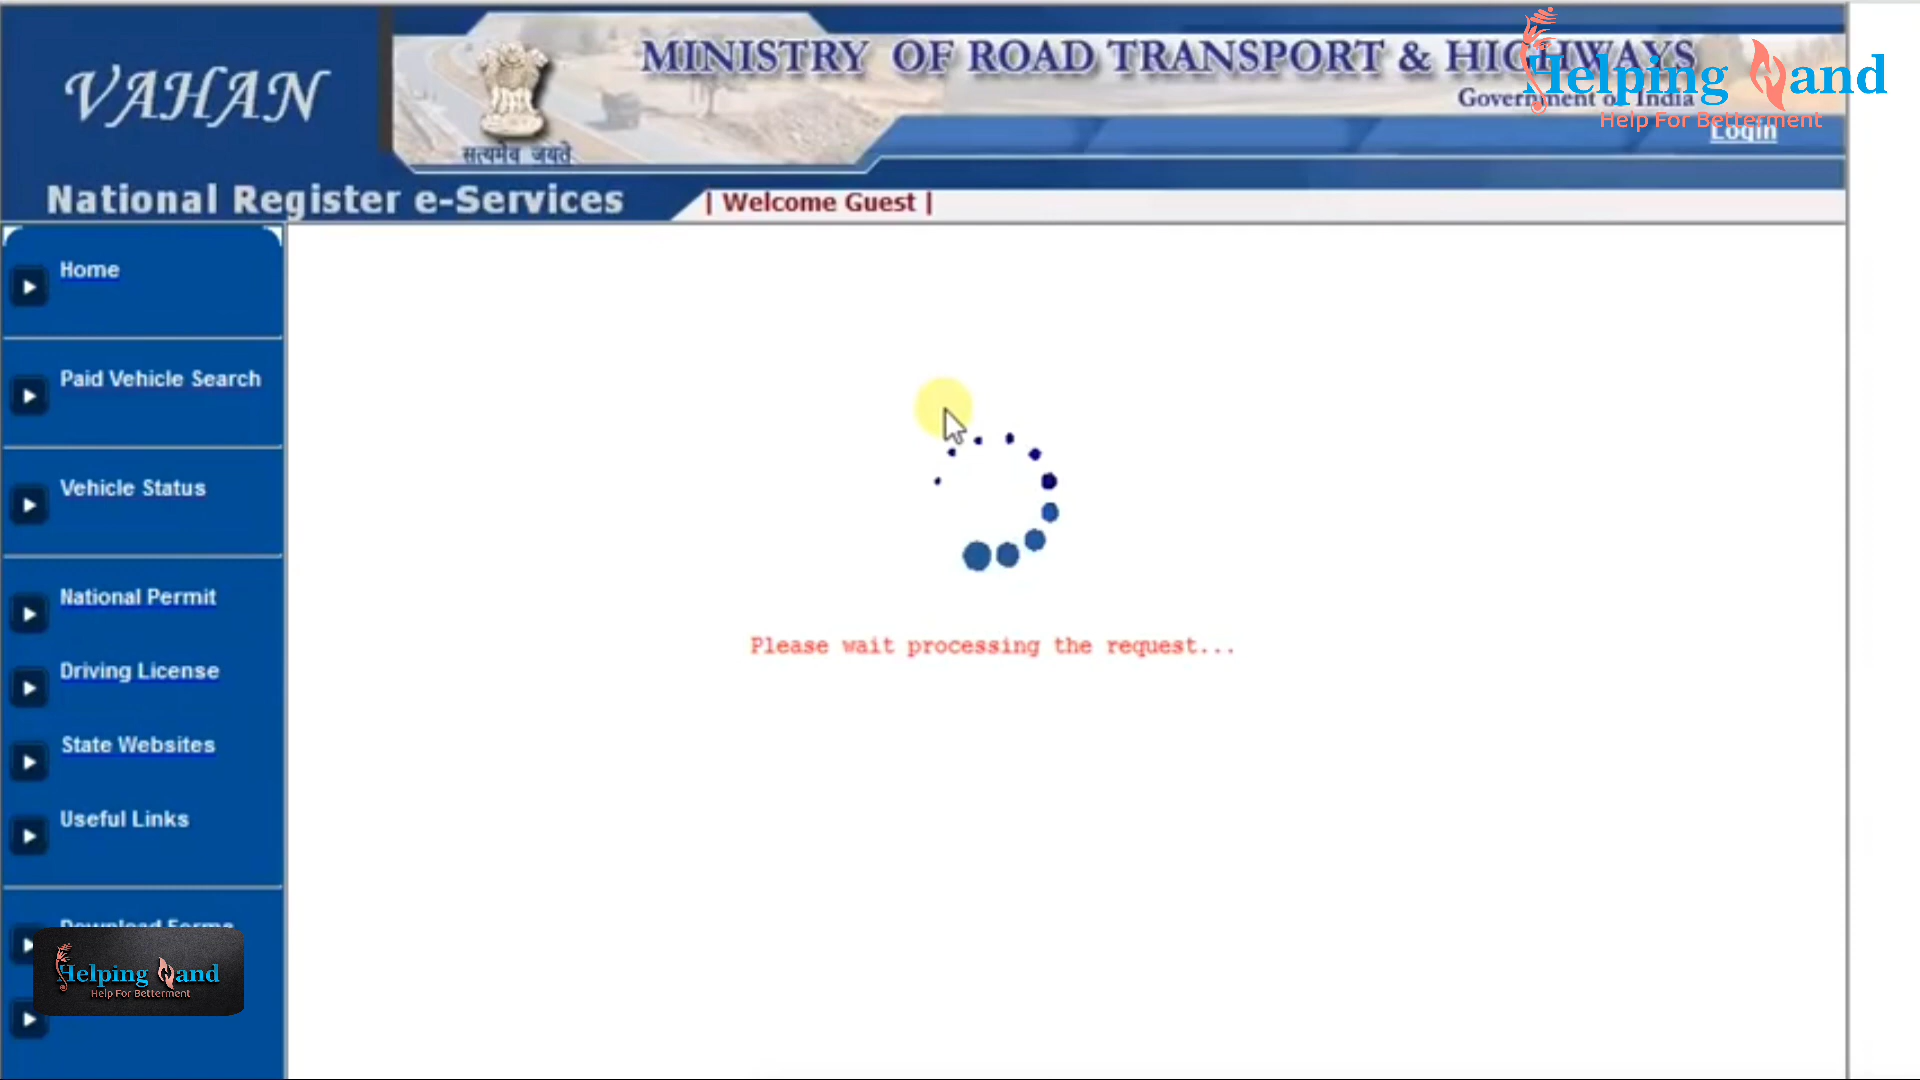 VAHAN
MINISTRY OF ROAD TRANSPORT & HIGHWAYS
Government of India
सत्यमेव जयते
Helping Hand
Help For Betterment
Login
National Register e-Services
| Welcome Guest |
Home
Paid Vehicle Search
Vehicle Status
National Permit
Driving License
State Websites
Useful Links
Download Forms
Please wait processing the request...
Helping Hand
Help For Betterment